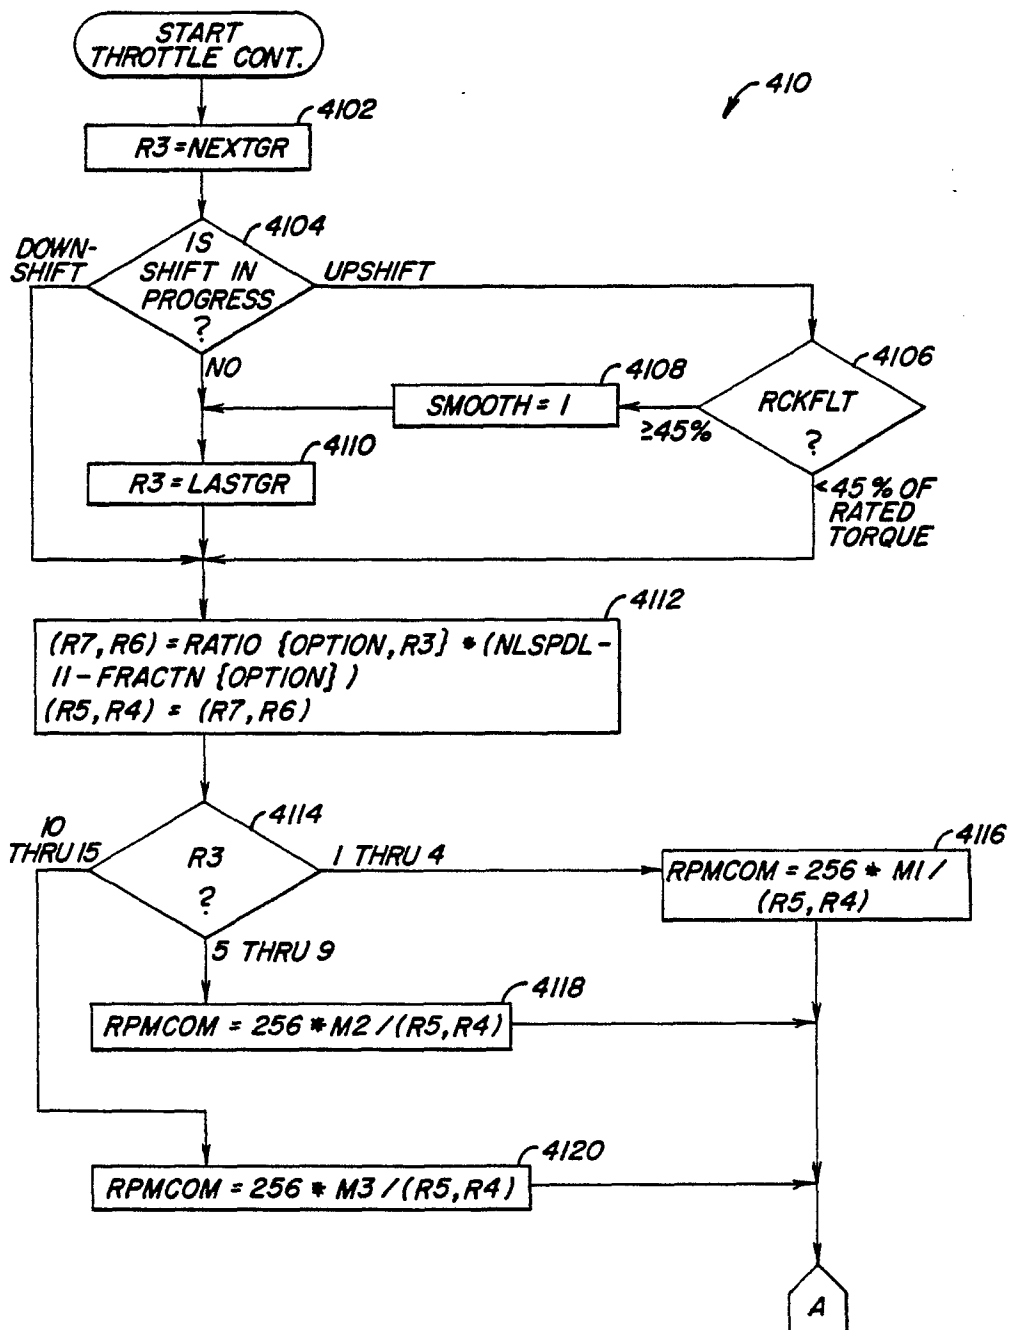 START
THROTTLE CONT.
410
4102
R3 = NEXTGR
4104
DOWN-
SHIFT
IS
SHIFT IN
PROGRESS
?
UPSHIFT
NO
4106
RCKFLT
?
4108
SMOOTH = 1
≥45%
4110
R3 = LASTGR
<45% OF
RATED
TORQUE
4112
(R7, R6) = RATIO {OPTION, R3} * (NLSPDL-
11-FRACTN {OPTION})
(R5, R4) = (R7, R6)
4114
10
THRU 15
R3
?
1 THRU 4
5 THRU 9
4116
RPMCOM = 256 * M1 /
(R5, R4)
4118
RPMCOM = 256 * M2 / (R5, R4)
4120
RPMCOM = 256 * M3 / (R5, R4)
A